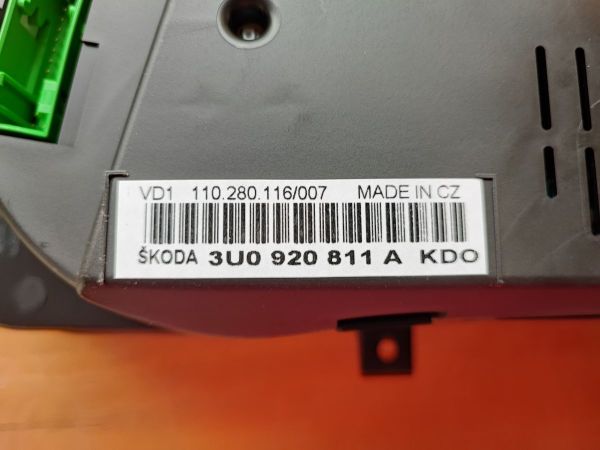 VD1 110.280.116/007 MADE IN CZ
ŠKODA 3U0 920 811 A KDO